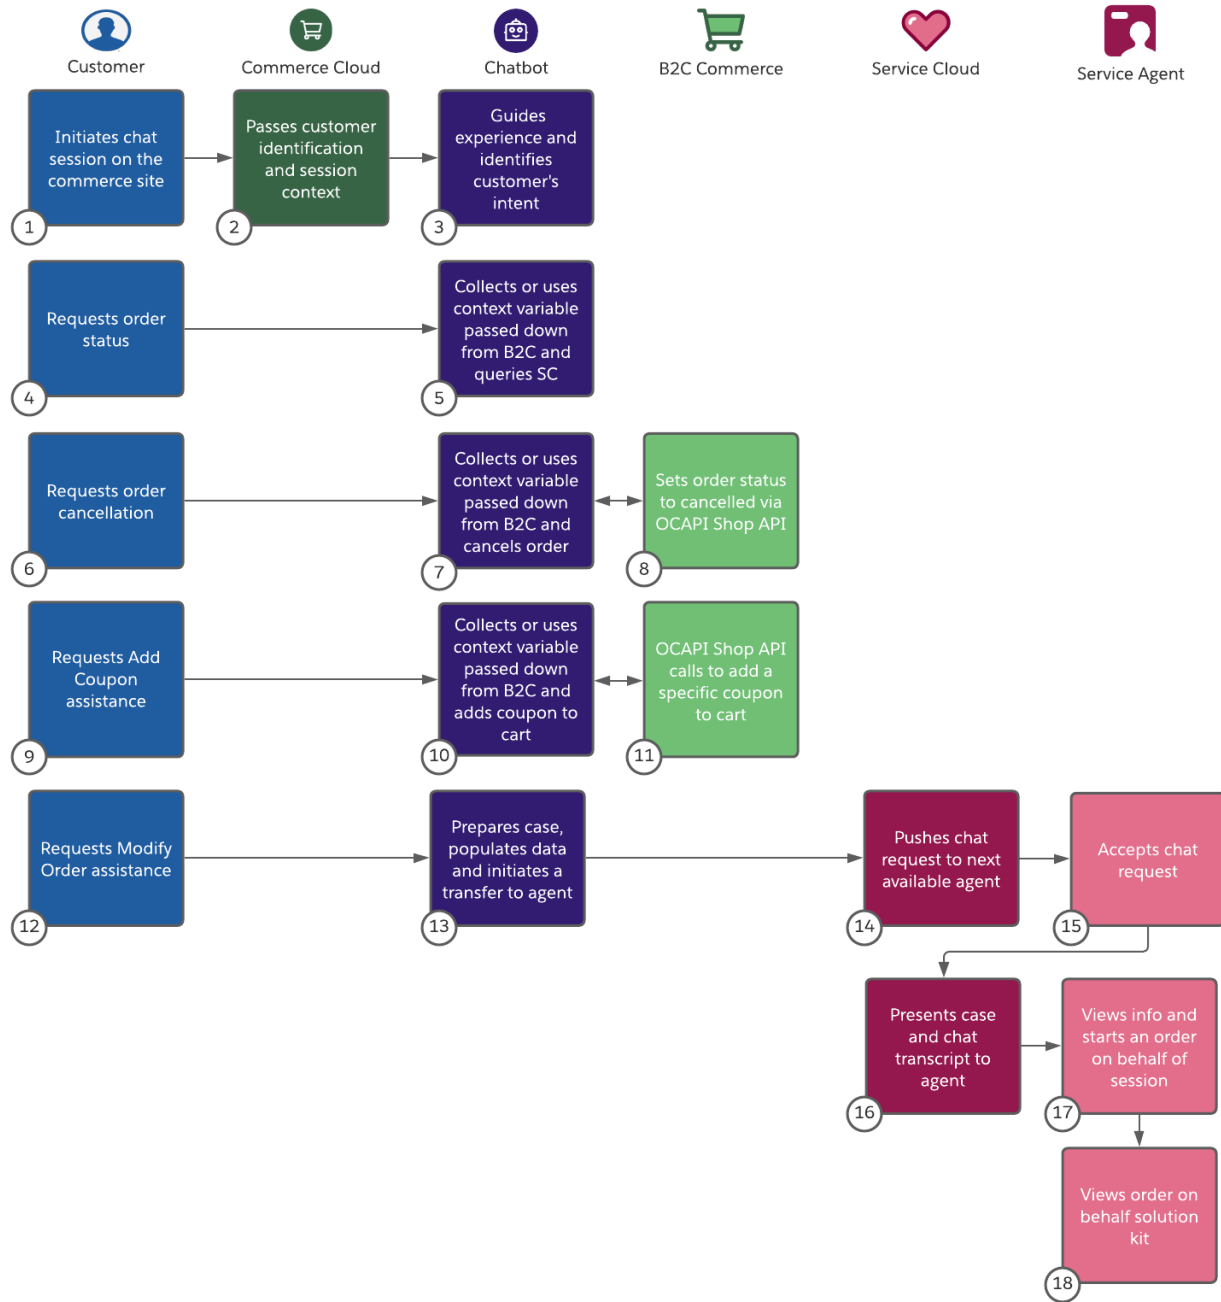 Customer
Commerce Cloud
Chatbot
B2C Commerce
Service Cloud
Service Agent
Initiates chat
session on the
commerce site
1
Passes customer
identification
and session
context
2
Guides
experience and
identifies
customer's
intent
3
Requests order
status
4
Collects or uses
context variable
passed down
from B2C and
queries SC
5
Requests order
cancellation
6
Collects or uses
context variable
passed down
from B2C and
cancels order
7
Sets order status
to cancelled via
OCAPI Shop API
8
Requests Add
Coupon
assistance
9
Collects or uses
context variable
passed down
from B2C and
adds coupon to
cart
10
OCAPI Shop API
calls to add a
specific coupon
to cart
11
Requests Modify
Order assistance
12
Prepares case,
populates data
and initiates a
transfer to agent
13
Pushes chat
request to next
available agent
14
Accepts chat
request
15
Presents case
and chat
transcript to
agent
16
Views info and
starts an order
on behalf of
session
17
Views order on
behalf solution
kit
18